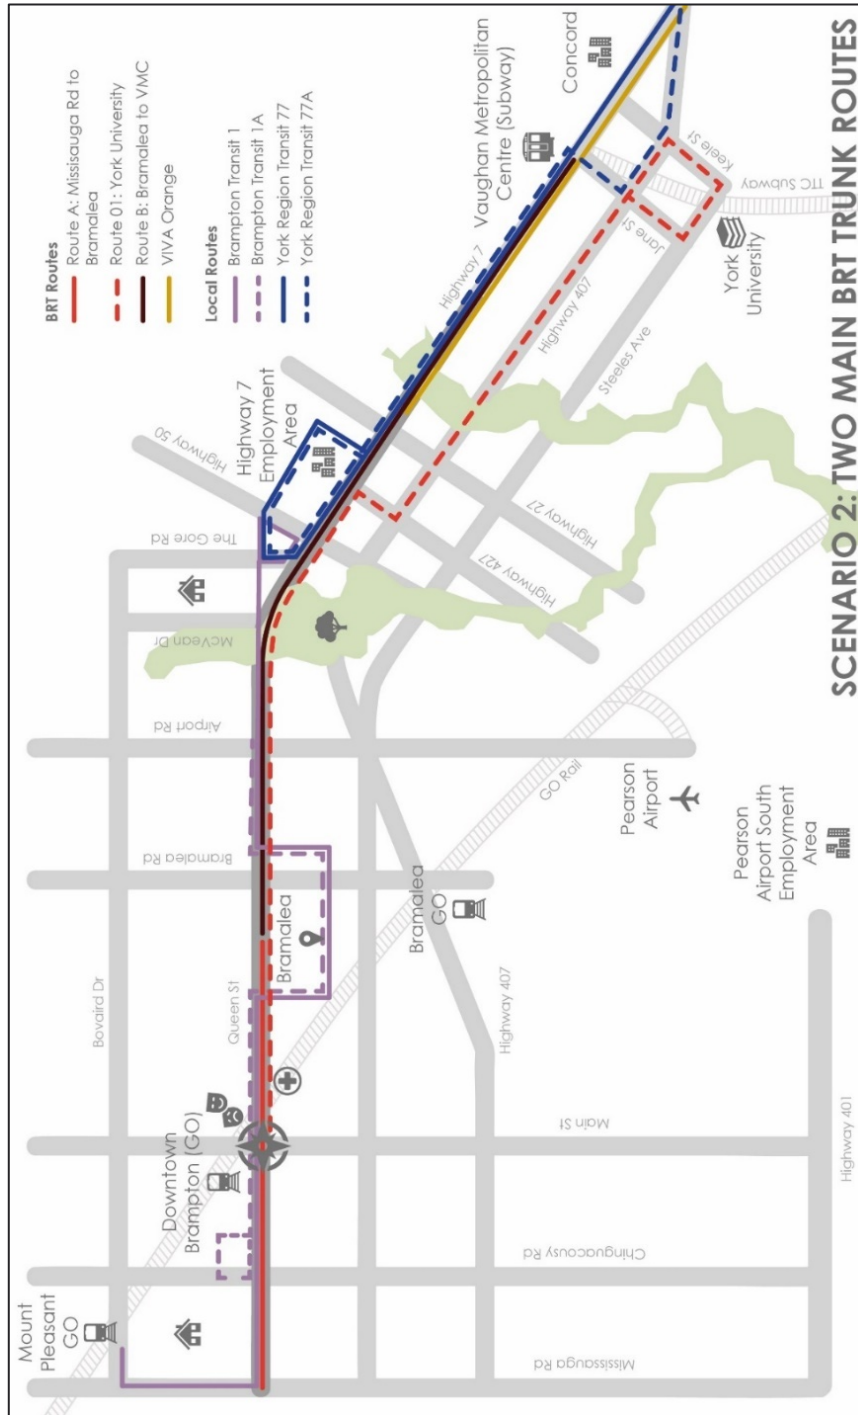 SCENARIO 2: TWO MAIN BRT TRUNK ROUTES
BRT Routes
Route A: Missisauga Rd to
Bramalea
Route 01: York University
Route B: Bramalea to VMC
VIVA Orange
Local Routes
Brampton Transit 1
Brampton Transit 1A
York Region Transit 77
York Region Transit 77A
Mount
Pleasant
GO
Bovaird Dr
Downtown
Brampton (GO)
Queen St
Bramalea
Bramalea Rd
Airport Rd
McVean Dr
The Gore Rd
Highway 50
Highway 7
Employment
Area
Highway 7
Vaughan Metropolitan
Centre (Subway)
Concord
Keele St
TTC Subway
Jane St
York
University
Highway 407
Steeles Ave
Highway 27
Highway 427
GO Rail
Pearson
Airport
Pearson
Airport South
Employment
Area
Bramalea
GO
Highway 407
Main St
Chinguacousy Rd
Mississauga Rd
Highway 401